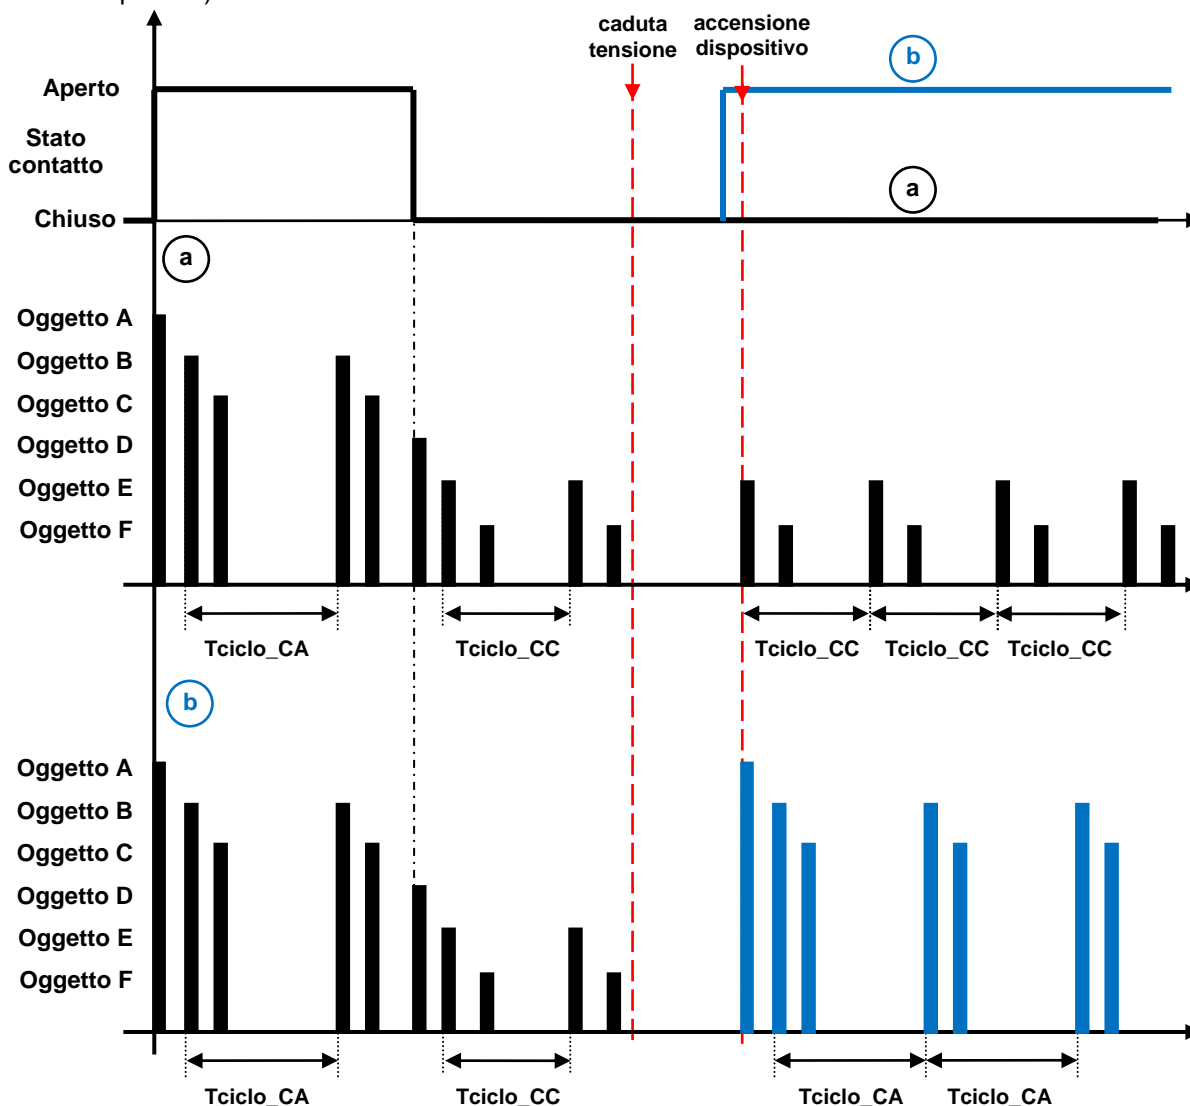 caduta accensione
tensione dispositivo
b
Aperto
Stato
contatto
a
Chiuso
a
Oggetto A
Oggetto B
Oggetto C
Oggetto D
Oggetto E
Oggetto F
Tciclo_CA Tciclo_CC Tciclo_CC Tciclo_CC Tciclo_CC
b
Oggetto A
Oggetto B
Oggetto C
Oggetto D
Oggetto E
Oggetto F
Tciclo_CA Tciclo_CC Tciclo_CA Tciclo_CA